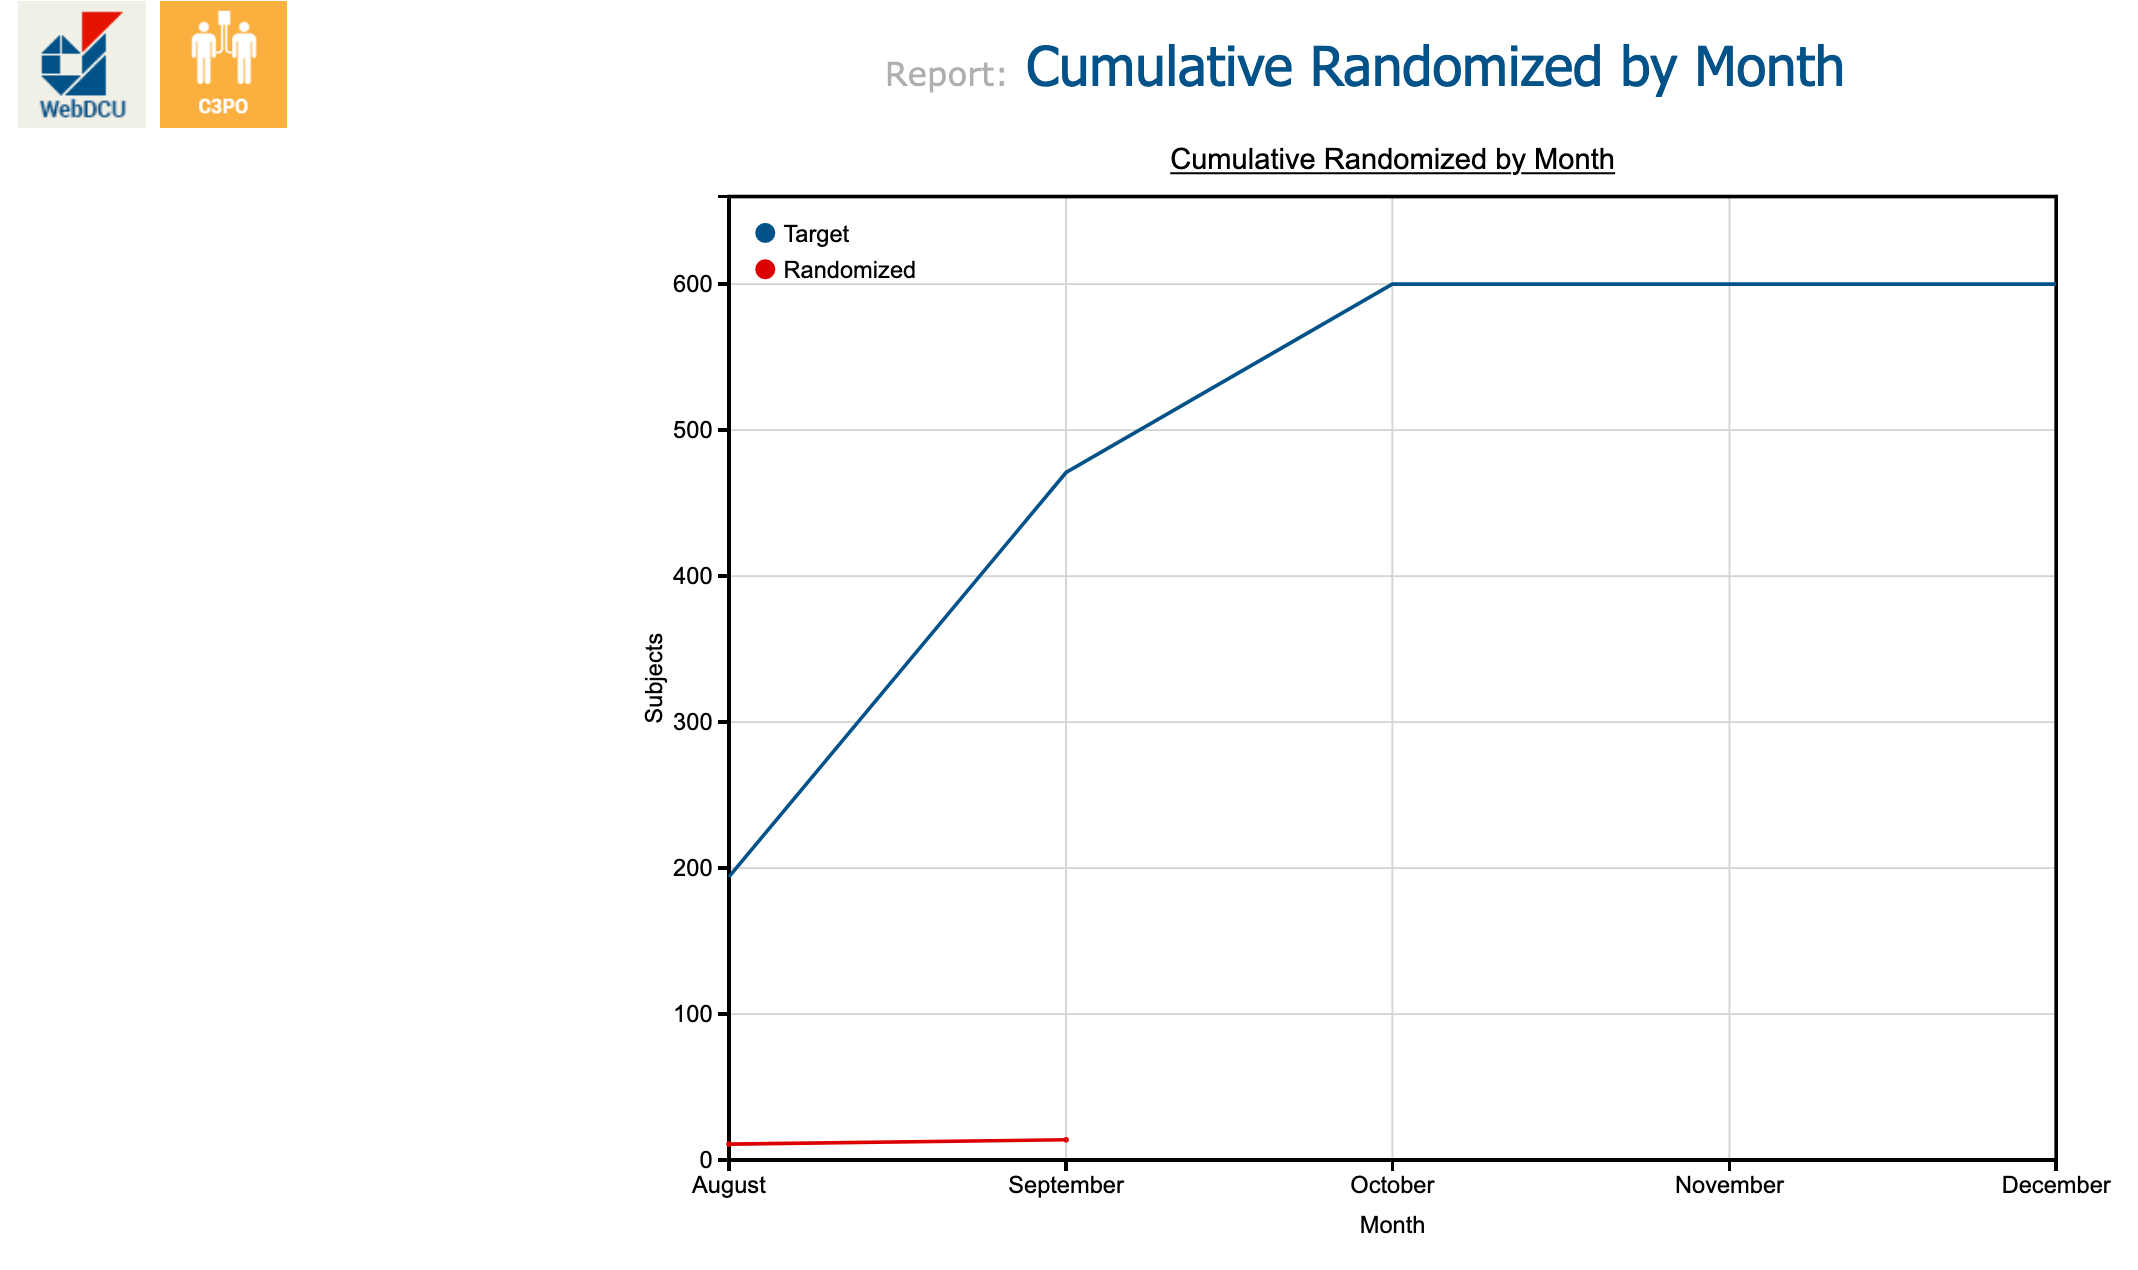 WebDCU
C3PO
Report: Cumulative Randomized by Month
Cumulative Randomized by Month
Target
Randomized
600
500
400
300
200
100
0
Subjects
August September October November December
Month